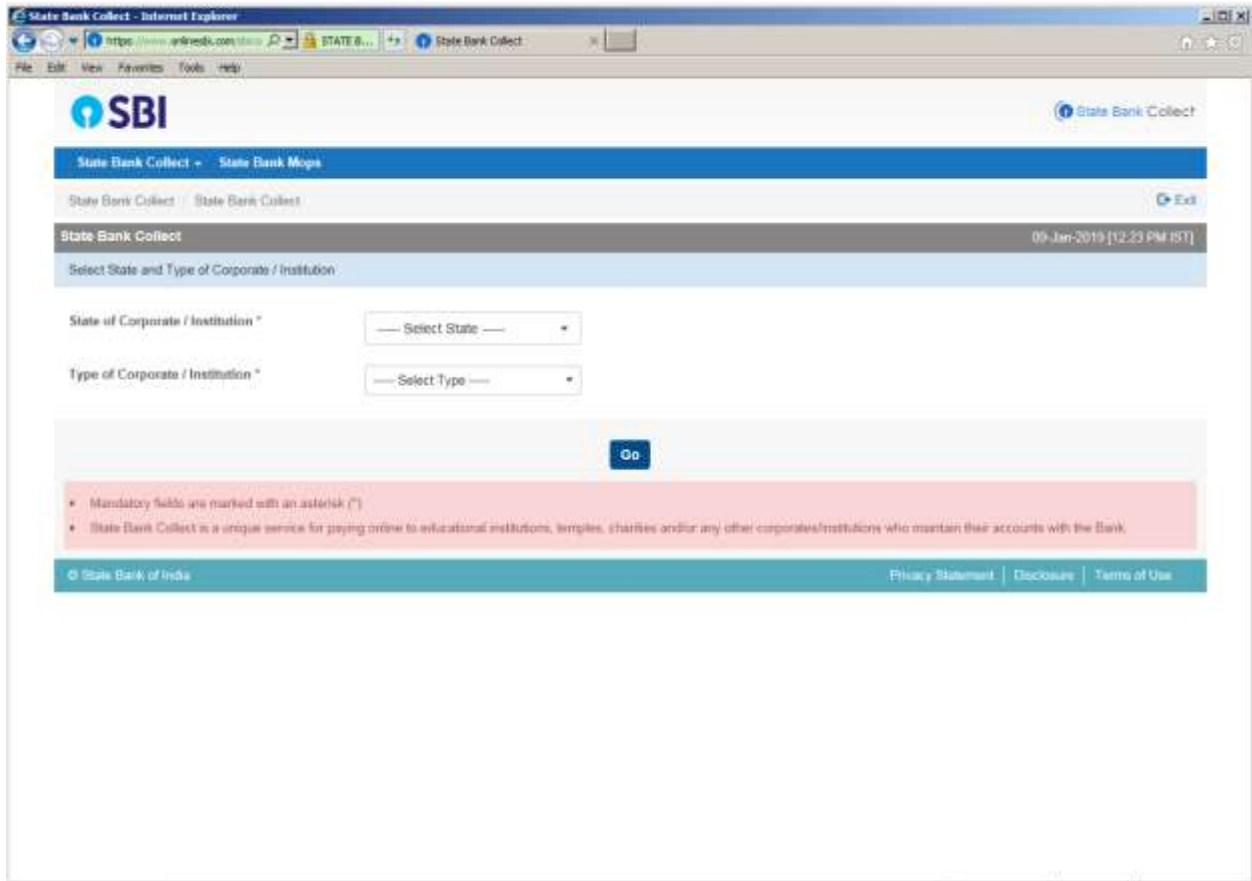 State Bank Collect - Internet Explorer
https://www.onlinesbi.com STATE B... State Bank Collect
File Edit View Favorites Tools Help
SBI
State Bank Collect
State Bank Collect State Bank Mops
State Bank Collect State Bank Collect
Exit
State Bank Collect
09-Jan-2019 [12:23 PM IST]
Select State and Type of Corporate / Institution
State of Corporate / Institution *
----- Select State -----
Type of Corporate / Institution *
----- Select Type -----
Go
• Mandatory fields are marked with an asterisk (*)
• State Bank Collect is a unique service for paying online to educational institutions, temples, charities and/or any other corporates/institutions who maintain their accounts with the Bank.
© State Bank of India
Privacy Statement | Disclosure | Terms of Use